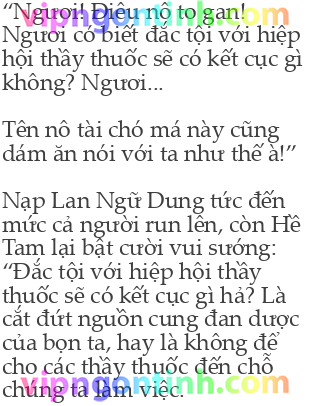 “Ngươi! Điêu nô to gan!
Ngươi có biết đắc tội với hiệp
hội thầy thuốc sẽ có kết cục gì
không? Ngươi...
Tên nô tài chó má này cũng
dám ăn nói với ta như thế à!”
Nạp Lan Ngữ Dung tức đến
mức cả người run lên, còn Hề
Tam lại bật cười vui sướng:
“Đắc tội với hiệp hội thầy
thuốc sẽ có kết cục gì hả? Là
cắt đứt nguồn cung đan dược
của bọn ta, hay là không để
cho các thầy thuốc đến chỗ
chúng ta làm việc.
vipngontinh.com
vipngontinh.com